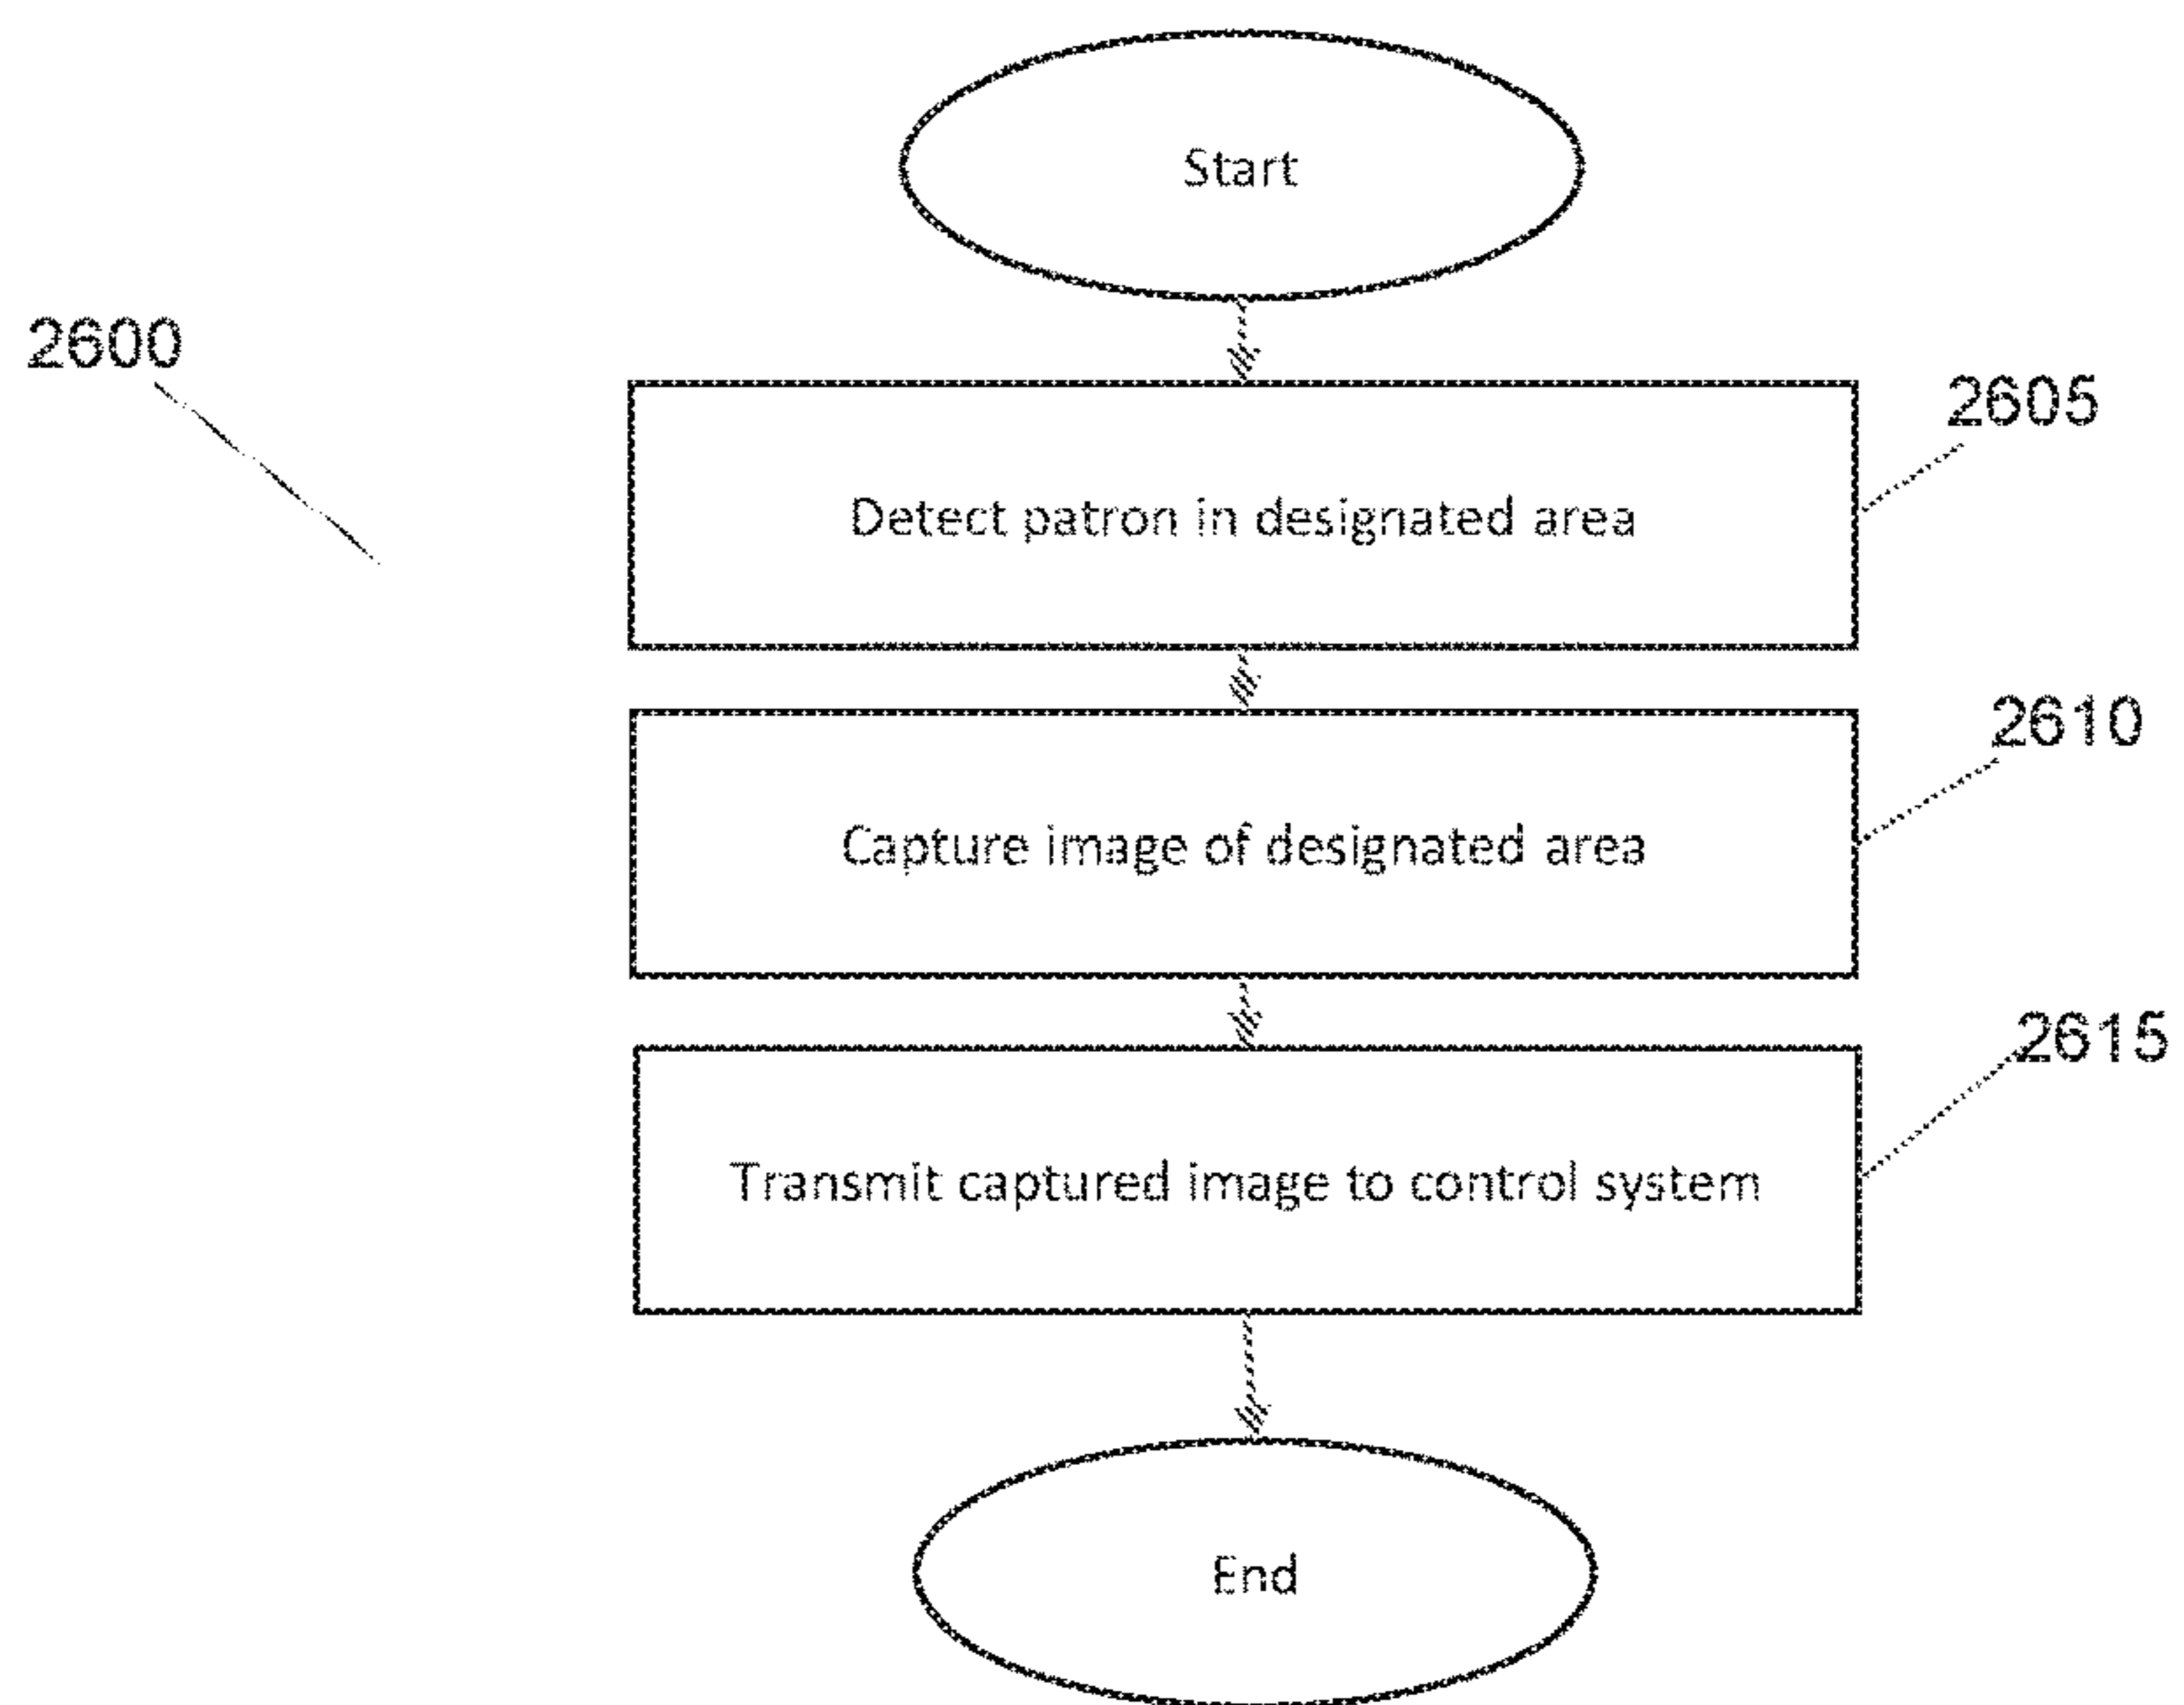 Start
2600
2605
Detect patron in designated area
2610
Capture image of designated area
2615
Transmit captured image to control system
End